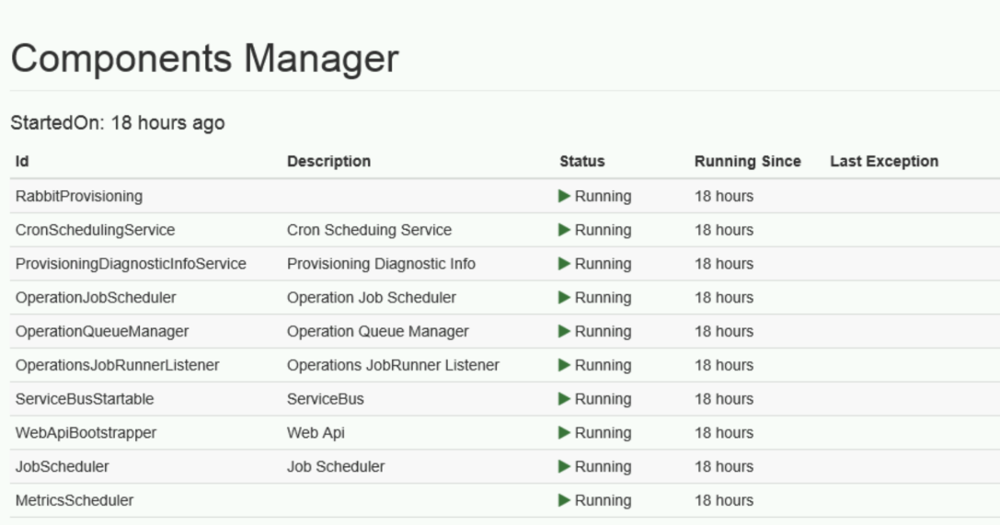 Components Manager
StartedOn: 18 hours ago
Id Description Status Running Since Last Exception
RabbitProvisioning Running 18 hours
CronSchedulingService Cron Scheduing Service Running 18 hours
ProvisioningDiagnosticInfoService Provisioning Diagnostic Info Running 18 hours
OperationJobScheduler Operation Job Scheduler Running 18 hours
OperationQueueManager Operation Queue Manager Running 18 hours
OperationsJobRunnerListener Operations JobRunner Listener Running 18 hours
ServiceBusStartable ServiceBus Running 18 hours
WebApiBootstrapper Web Api Running 18 hours
JobScheduler Job Scheduler Running 18 hours
MetricsScheduler Running 18 hours